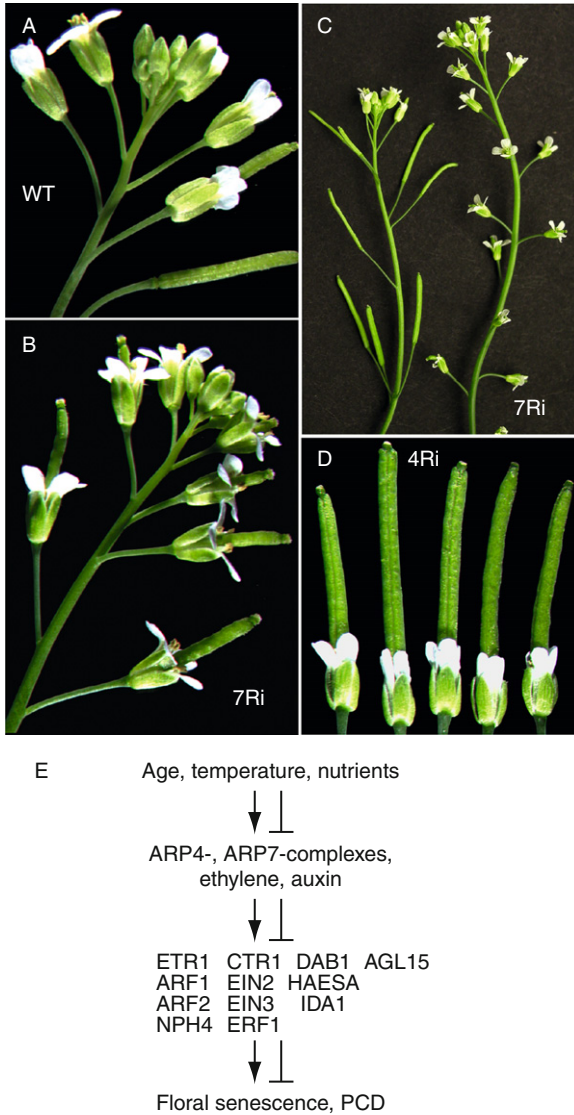 A
WT
B
7Ri
C
7Ri
D
4Ri
E
Age, temperature, nutrients
ARP4-, ARP7-complexes,
ethylene, auxin
ETR1 CTR1 DAB1 AGL15
ARF1 EIN2 HAESA
ARF2 EIN3 IDA1
NPH4 ERF1
Floral senescence, PCD